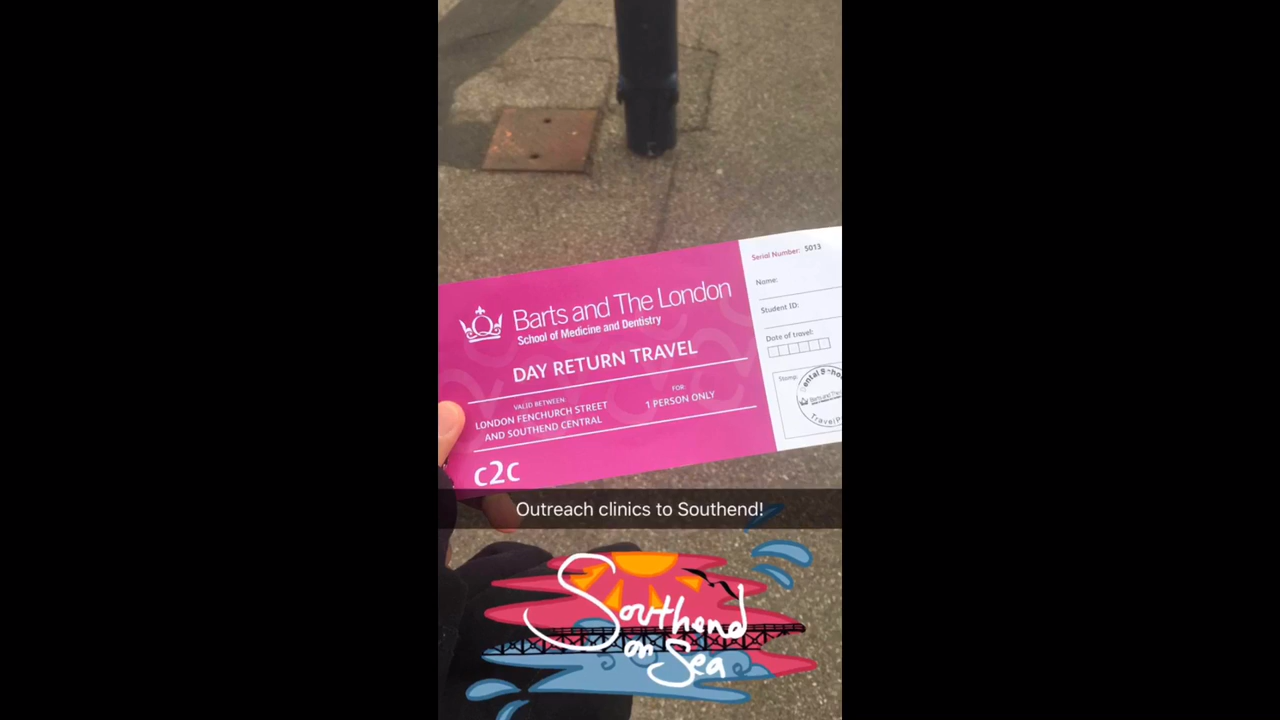 Serial Number: 5013
Name:
Student ID:
Date of travel:
Stamp:
Barts and The London
School of Medicine and Dentistry
DAY RETURN TRAVEL
VALID BETWEEN:
LONDON FENCHURCH STREET
AND SOUTHEND CENTRAL
FOR:
1 PERSON ONLY
c2c
Outreach clinics to Southend!
Southend
on Sea